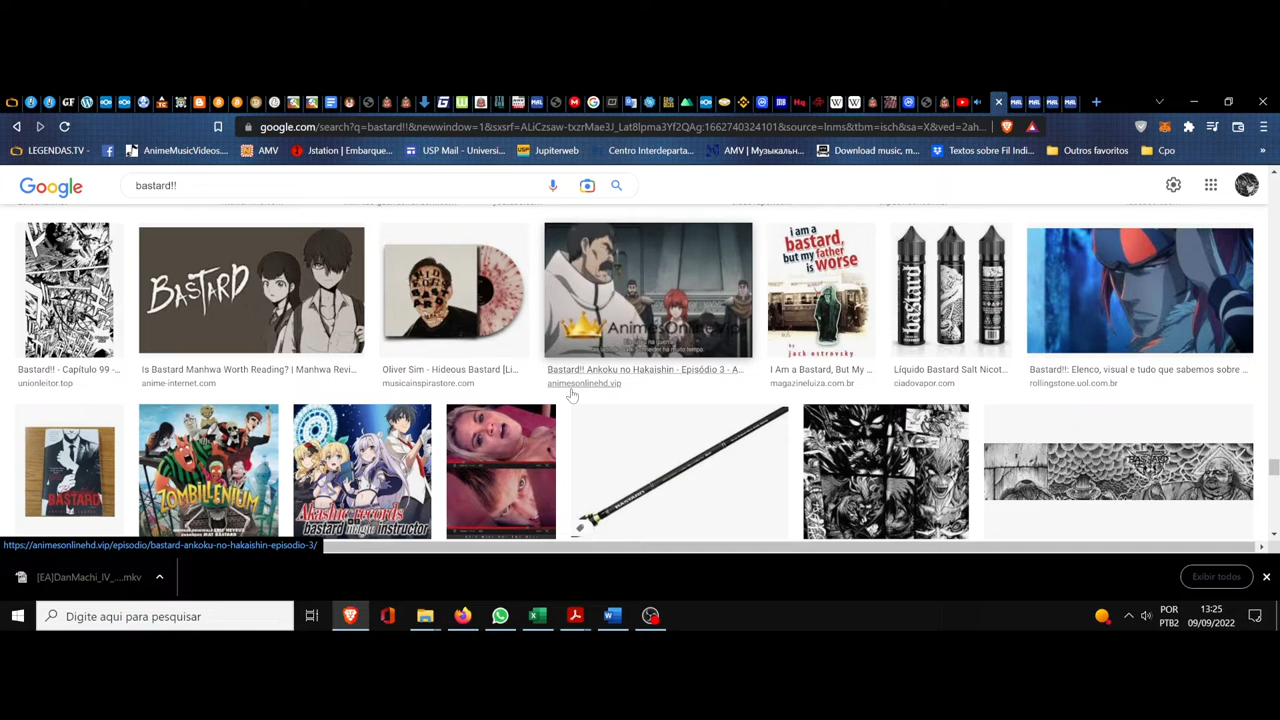 google.com/search?q=bastard!!&newwindow=1&sxsrf=ALiCzsaw-txzrMae3J_Lat8lpma3Yf2QAg:1662740324101&source=lnms&tbm=isch&sa=X&ved=2ah...
LEGENDAS.TV - AnimeMusicVideos... AMV Jstation | Embarque... USP Mail - Universi... Jupiterweb Centro Interdeparta... AMV | Музыкальн... Download music, m... Textos sobre Fil Indi... Outros favoritos Cpo
Google bastard!!
BASTARD
AnimesOnlineVip
i am a
bastard,
but my
father
is WORSE
by
jack ostrovsky
bastard
Bastard!! - Capítulo 99 -...
unionleitor.top
Is Bastard Manhwa Worth Reading? | Manhwa Revi...
anime-internet.com
Oliver Sim - Hideous Bastard [Li...
musicainspirastore.com
Bastard!! Ankoku no Hakaishin - Episódio 3 - A...
animesonlinehd.vip
I Am a Bastard, But My ...
magazineluiza.com.br
Líquido Bastard Salt Nicot...
ciadovapor.com
Bastard!!: Elenco, visual e tudo que sabemos sobre ...
rollingstone.uol.com.br
BASTARD
ZOMBILLENIUM
Akashic records
of bastard magic instructor
https://animesonlinehd.vip/episodio/bastard-ankoku-no-hakaishin-episodio-3/
[EA]DanMachi_IV_....mkv
Exibir todos
Digite aqui para pesquisar
POR
PTB2
13:25
09/09/2022